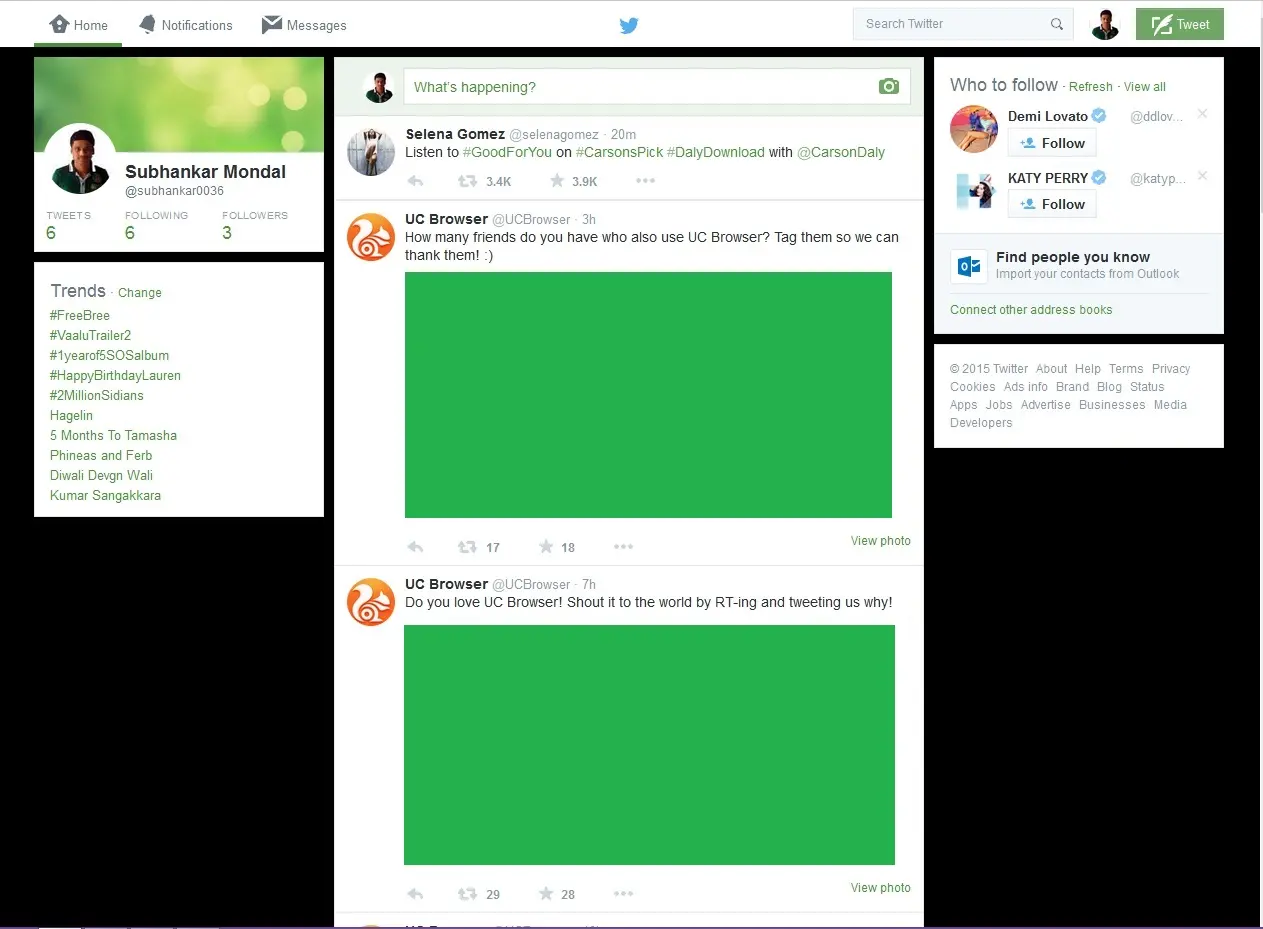 Home
Notifications
Messages
Search Twitter
Tweet
Subhankar Mondal
@subhankar0036
TWEETS FOLLOWING FOLLOWERS
6 6 3
Trends · Change
#FreeBree
#VaaluTrailer2
#1yearof5SOSalbum
#HappyBirthdayLauren
#2MillionSidians
Hagelin
5 Months To Tamasha
Phineas and Ferb
Diwali Devgn Wali
Kumar Sangakkara
What's happening?
Selena Gomez @selenagomez · 20m
Listen to #GoodForYou on #CarsonsPick #DalyDownload with @CarsonDaly
3.4K 3.9K
UC Browser @UCBrowser · 3h
How many friends do you have who also use UC Browser? Tag them so we can
thank them! :)
17 18 View photo
UC Browser @UCBrowser · 7h
Do you love UC Browser! Shout it to the world by RT-ing and tweeting us why!
29 28 View photo
Who to follow · Refresh · View all
Demi Lovato @ddlov...
Follow
KATY PERRY @katyp...
Follow
Find people you know
Import your contacts from Outlook
Connect other address books
© 2015 Twitter About Help Terms Privacy
Cookies Ads info Brand Blog Status
Apps Jobs Advertise Businesses Media
Developers